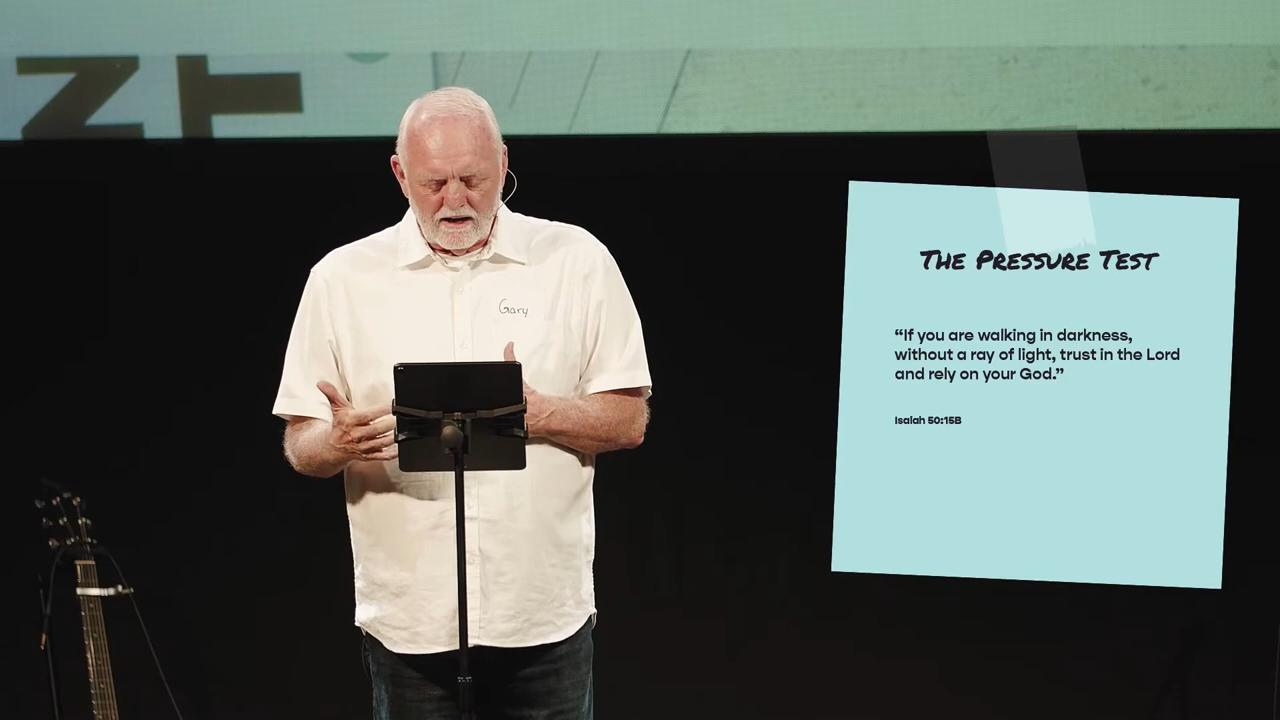 Gary
The Pressure Test
“If you are walking in darkness,
without a ray of light, trust in the Lord
and rely on your God.”
Isaiah 50:15B